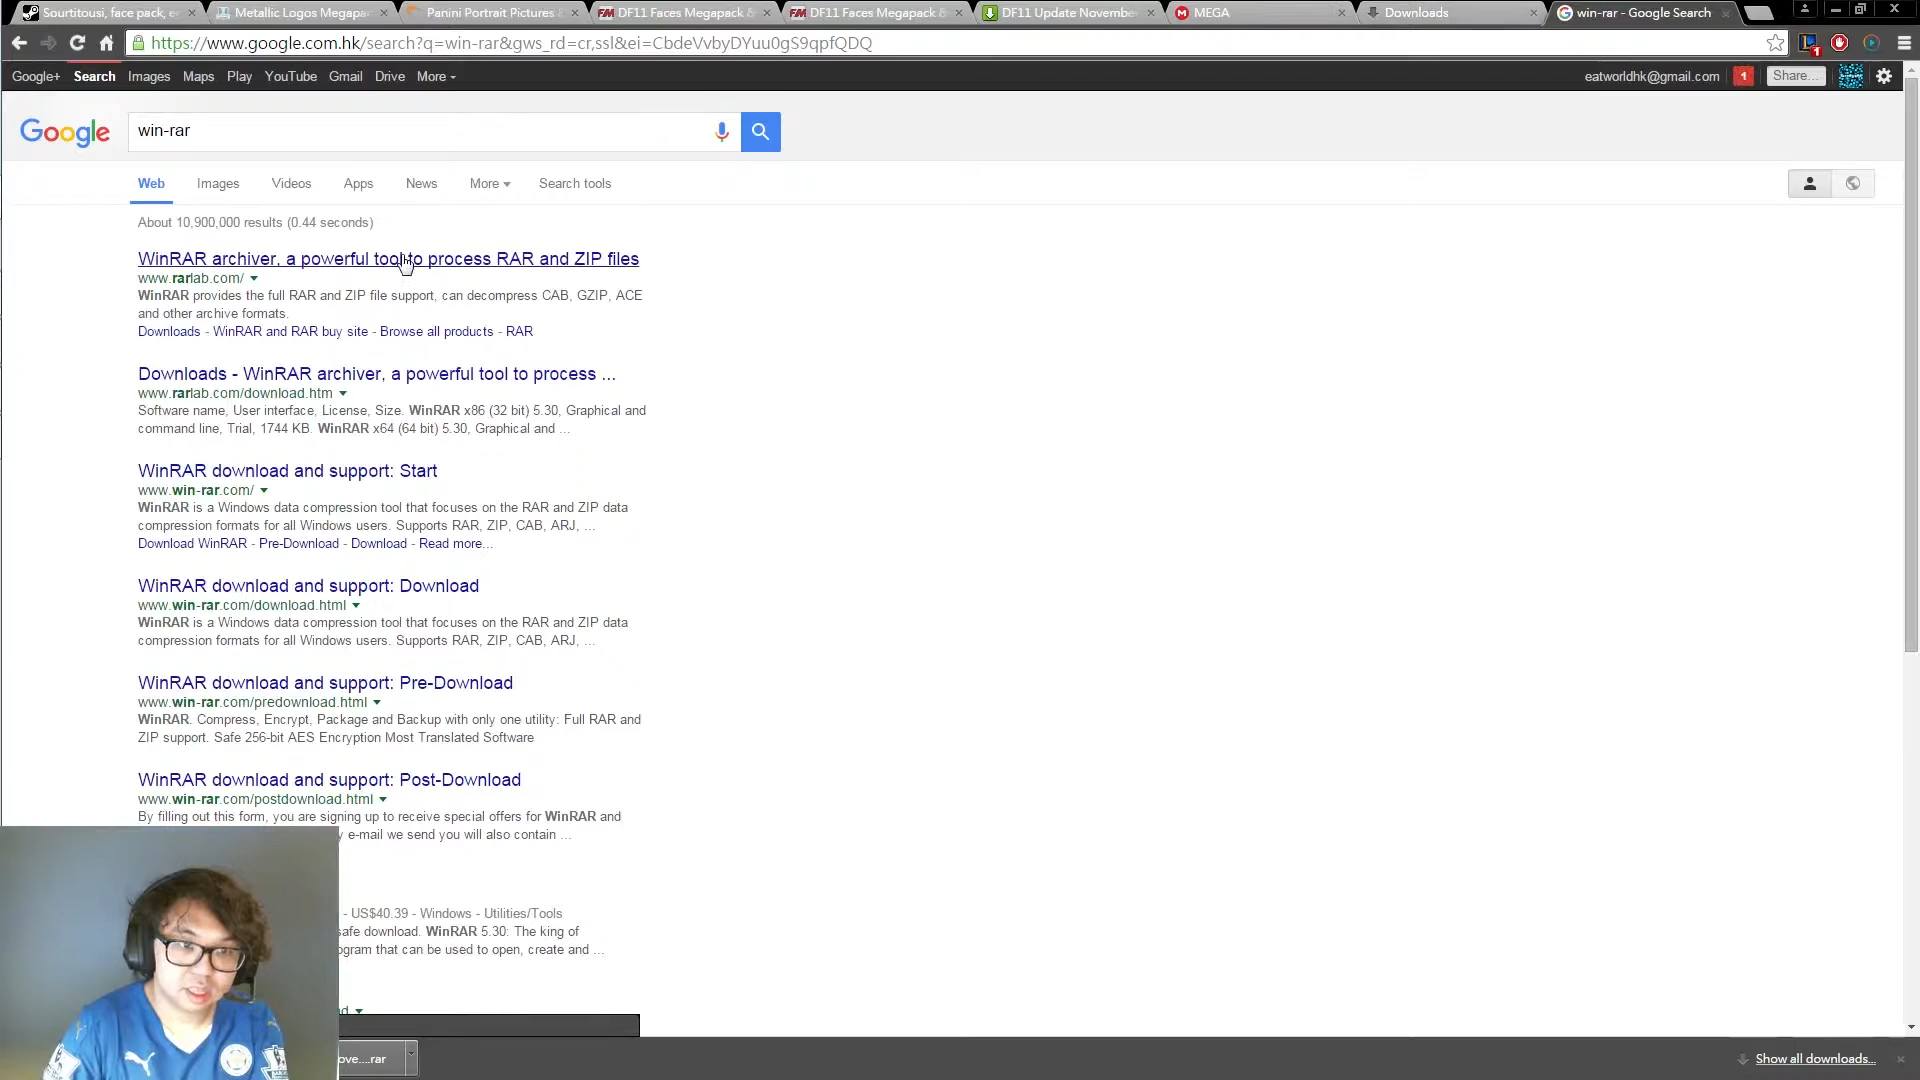 Sourtitousi, face pack, e
Metallic Logos Megapa
Panini Portrait Pictures
DF11 Faces Megapack &
DF11 Faces Megapack &
DF11 Update Novembe
MEGA
Downloads
win-rar - Google Search
https://www.google.com.hk/search?q=win-rar&gws_rd=cr,ssl&ei=CbdeVvbyDYuu0gS9qpfQDQ
1
Google+ Search Images Maps Play YouTube Gmail Drive More
eatworldhk@gmail.com 1 Share...
Google win-rar
Web Images Videos Apps News More Search tools
About 10,900,000 results (0.44 seconds)
WinRAR archiver, a powerful tool to process RAR and ZIP files
www.rarlab.com/
WinRAR provides the full RAR and ZIP file support, can decompress CAB, GZIP, ACE
and other archive formats.
Downloads - WinRAR and RAR buy site - Browse all products - RAR
Downloads - WinRAR archiver, a powerful tool to process ...
www.rarlab.com/download.htm
Software name, User interface, License, Size. WinRAR x86 (32 bit) 5.30, Graphical and
command line, Trial, 1744 KB. WinRAR x64 (64 bit) 5.30, Graphical and ...
WinRAR download and support: Start
www.win-rar.com/
WinRAR is a Windows data compression tool that focuses on the RAR and ZIP data
compression formats for all Windows users. Supports RAR, ZIP, CAB, ARJ, ...
Download WinRAR - Pre-Download - Download - Read more...
WinRAR download and support: Download
www.win-rar.com/download.html
WinRAR is a Windows data compression tool that focuses on the RAR and ZIP data
compression formats for all Windows users. Supports RAR, ZIP, CAB, ARJ, ...
WinRAR download and support: Pre-Download
www.win-rar.com/predownload.html
WinRAR. Compress, Encrypt, Package and Backup with only one utility: Full RAR and
ZIP support. Safe 256-bit AES Encryption Most Translated Software
WinRAR download and support: Post-Download
www.win-rar.com/postdownload.html
By filling out this form, you are signing up to receive special offers for WinRAR and
y e-mail we send you will also contain ...
- US$40.39 - Windows - Utilities/Tools
safe download. WinRAR 5.30: The king of
ogram that can be used to open, create and ...
d
ove....rar
Show all downloads...